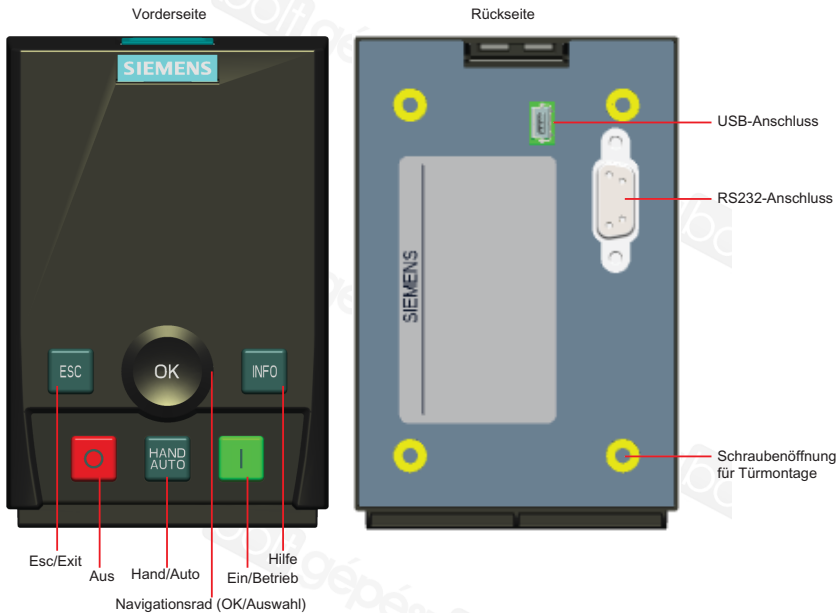 Vorderseite
Rückseite
SIEMENS
ESC
OK
INFO
HAND
AUTO
Esc/Exit
Aus
Hand/Auto
Ein/Betrieb
Hilfe
Navigationsrad (OK/Auswahl)
SIEMENS
USB-Anschluss
RS232-Anschluss
Schraubenöffnung
für Türmontage